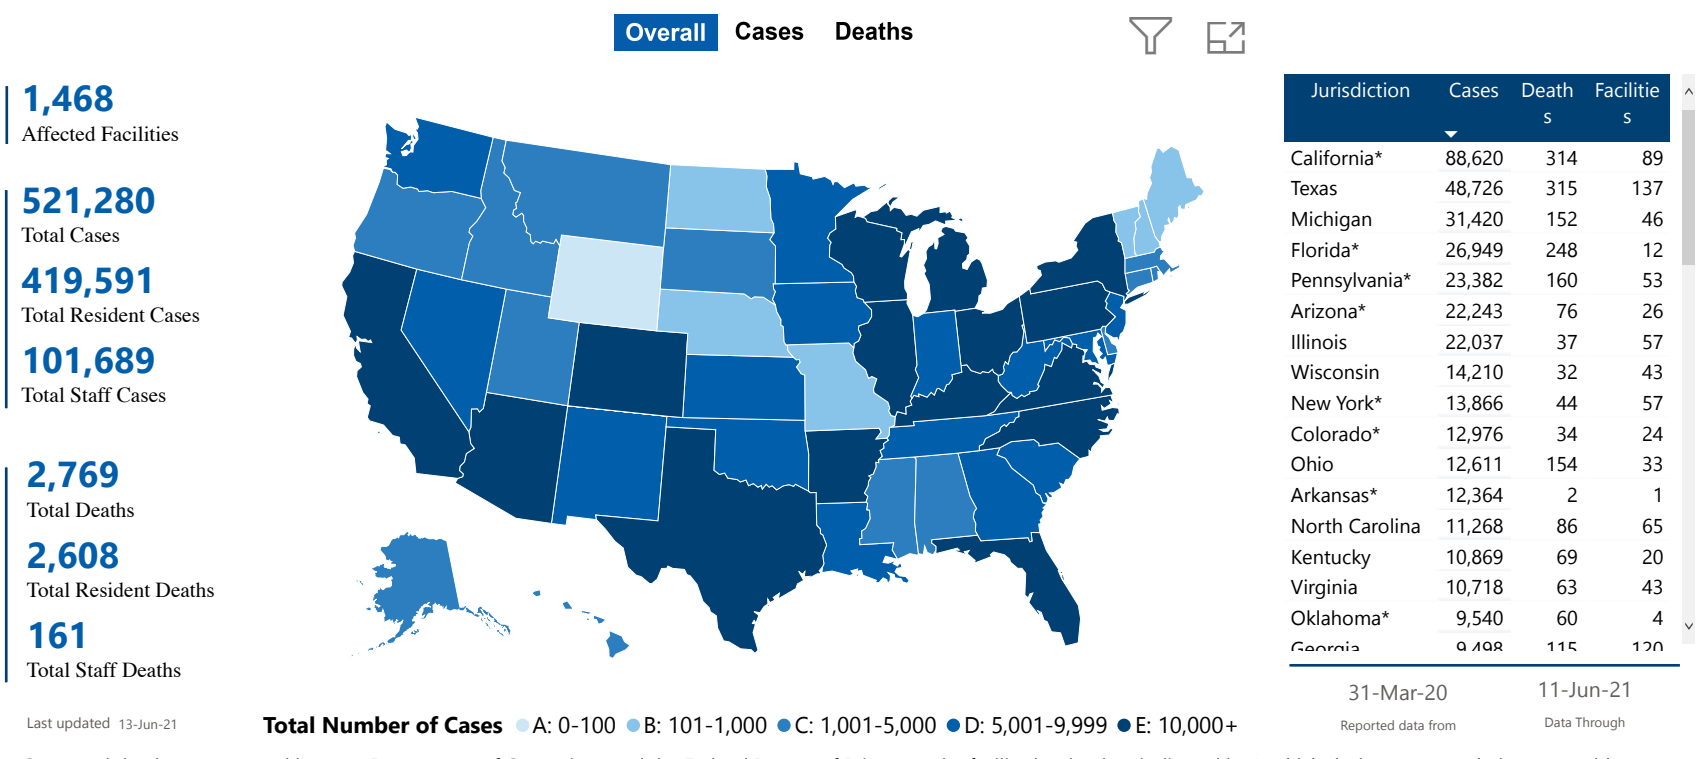 Overall Cases Deaths
1,468
Affected Facilities
521,280
Total Cases
419,591
Total Resident Cases
101,689
Total Staff Cases
2,769
Total Deaths
2,608
Total Resident Deaths
161
Total Staff Deaths
Last updated 13-Jun-21
Total Number of Cases A: 0-100 B: 101-1,000 C: 1,001-5,000 D: 5,001-9,999 E: 10,000+
Jurisdiction Cases Death Facilitie
s s
California* 88,620 314 89
Texas 48,726 315 137
Michigan 31,420 152 46
Florida* 26,949 248 12
Pennsylvania* 23,382 160 53
Arizona* 22,243 76 26
Illinois 22,037 37 57
Wisconsin 14,210 32 43
New York* 13,866 44 57
Colorado* 12,976 34 24
Ohio 12,611 154 33
Arkansas* 12,364 2 1
North Carolina 11,268 86 65
Kentucky 10,869 69 20
Virginia 10,718 63 43
Oklahoma* 9,540 60 4
Georgia 9,498 115 120
31-Mar-20 11-Jun-21
Reported data from Data Through